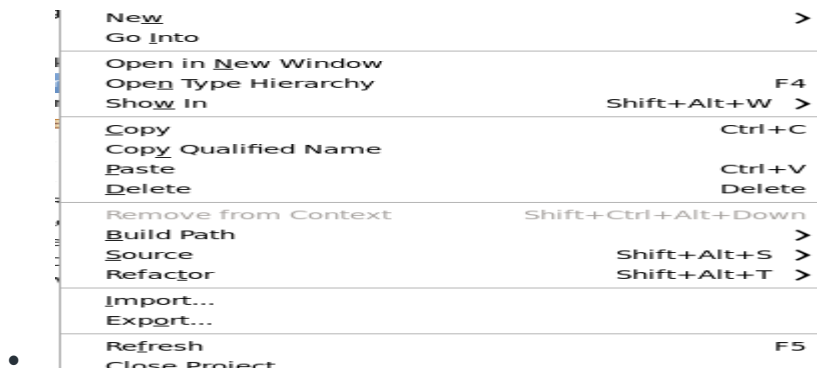 New
Go Into
Open in New Window
Open Type Hierarchy F4
Show In Shift+Alt+W
Copy Ctrl+C
Copy Qualified Name
Paste Ctrl+V
Delete Delete
Remove from Context Shift+Ctrl+Alt+Down
Build Path
Source Shift+Alt+S
Refactor Shift+Alt+T
Import...
Export...
Refresh F5
Close Project